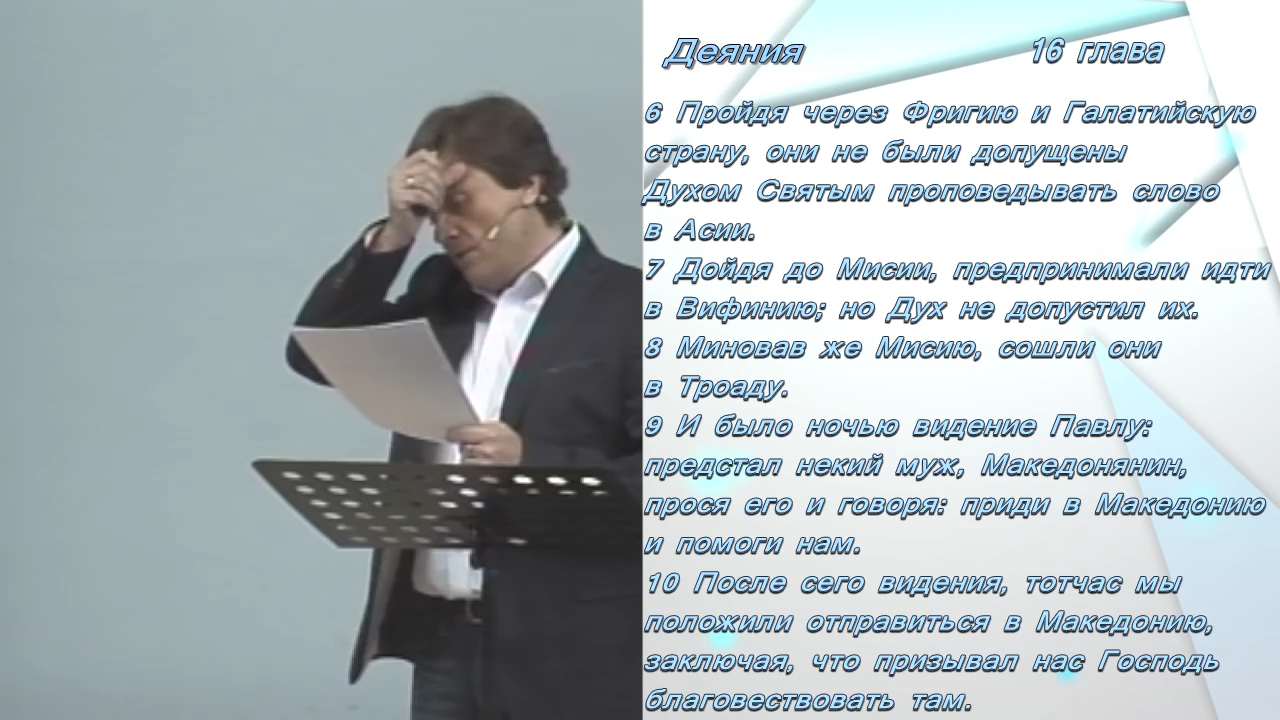 Деяния 16 глава
6 Пройдя через Фригию и Галатийскую
страну, они не были допущены
Духом Святым проповедывать слово
в Асии.
7 Дойдя до Мисии, предпринимали идти
в Вифинию; но Дух не допустил их.
8 Миновав же Мисию, сошли они
в Троаду.
9 И было ночью видение Павлу:
предстал некий муж, Македонянин,
прося его и говоря: приди в Македонию
и помоги нам.
10 После сего видения, тотчас мы
положили отправиться в Македонию,
заключая, что призывал нас Господь
благовествовать там.